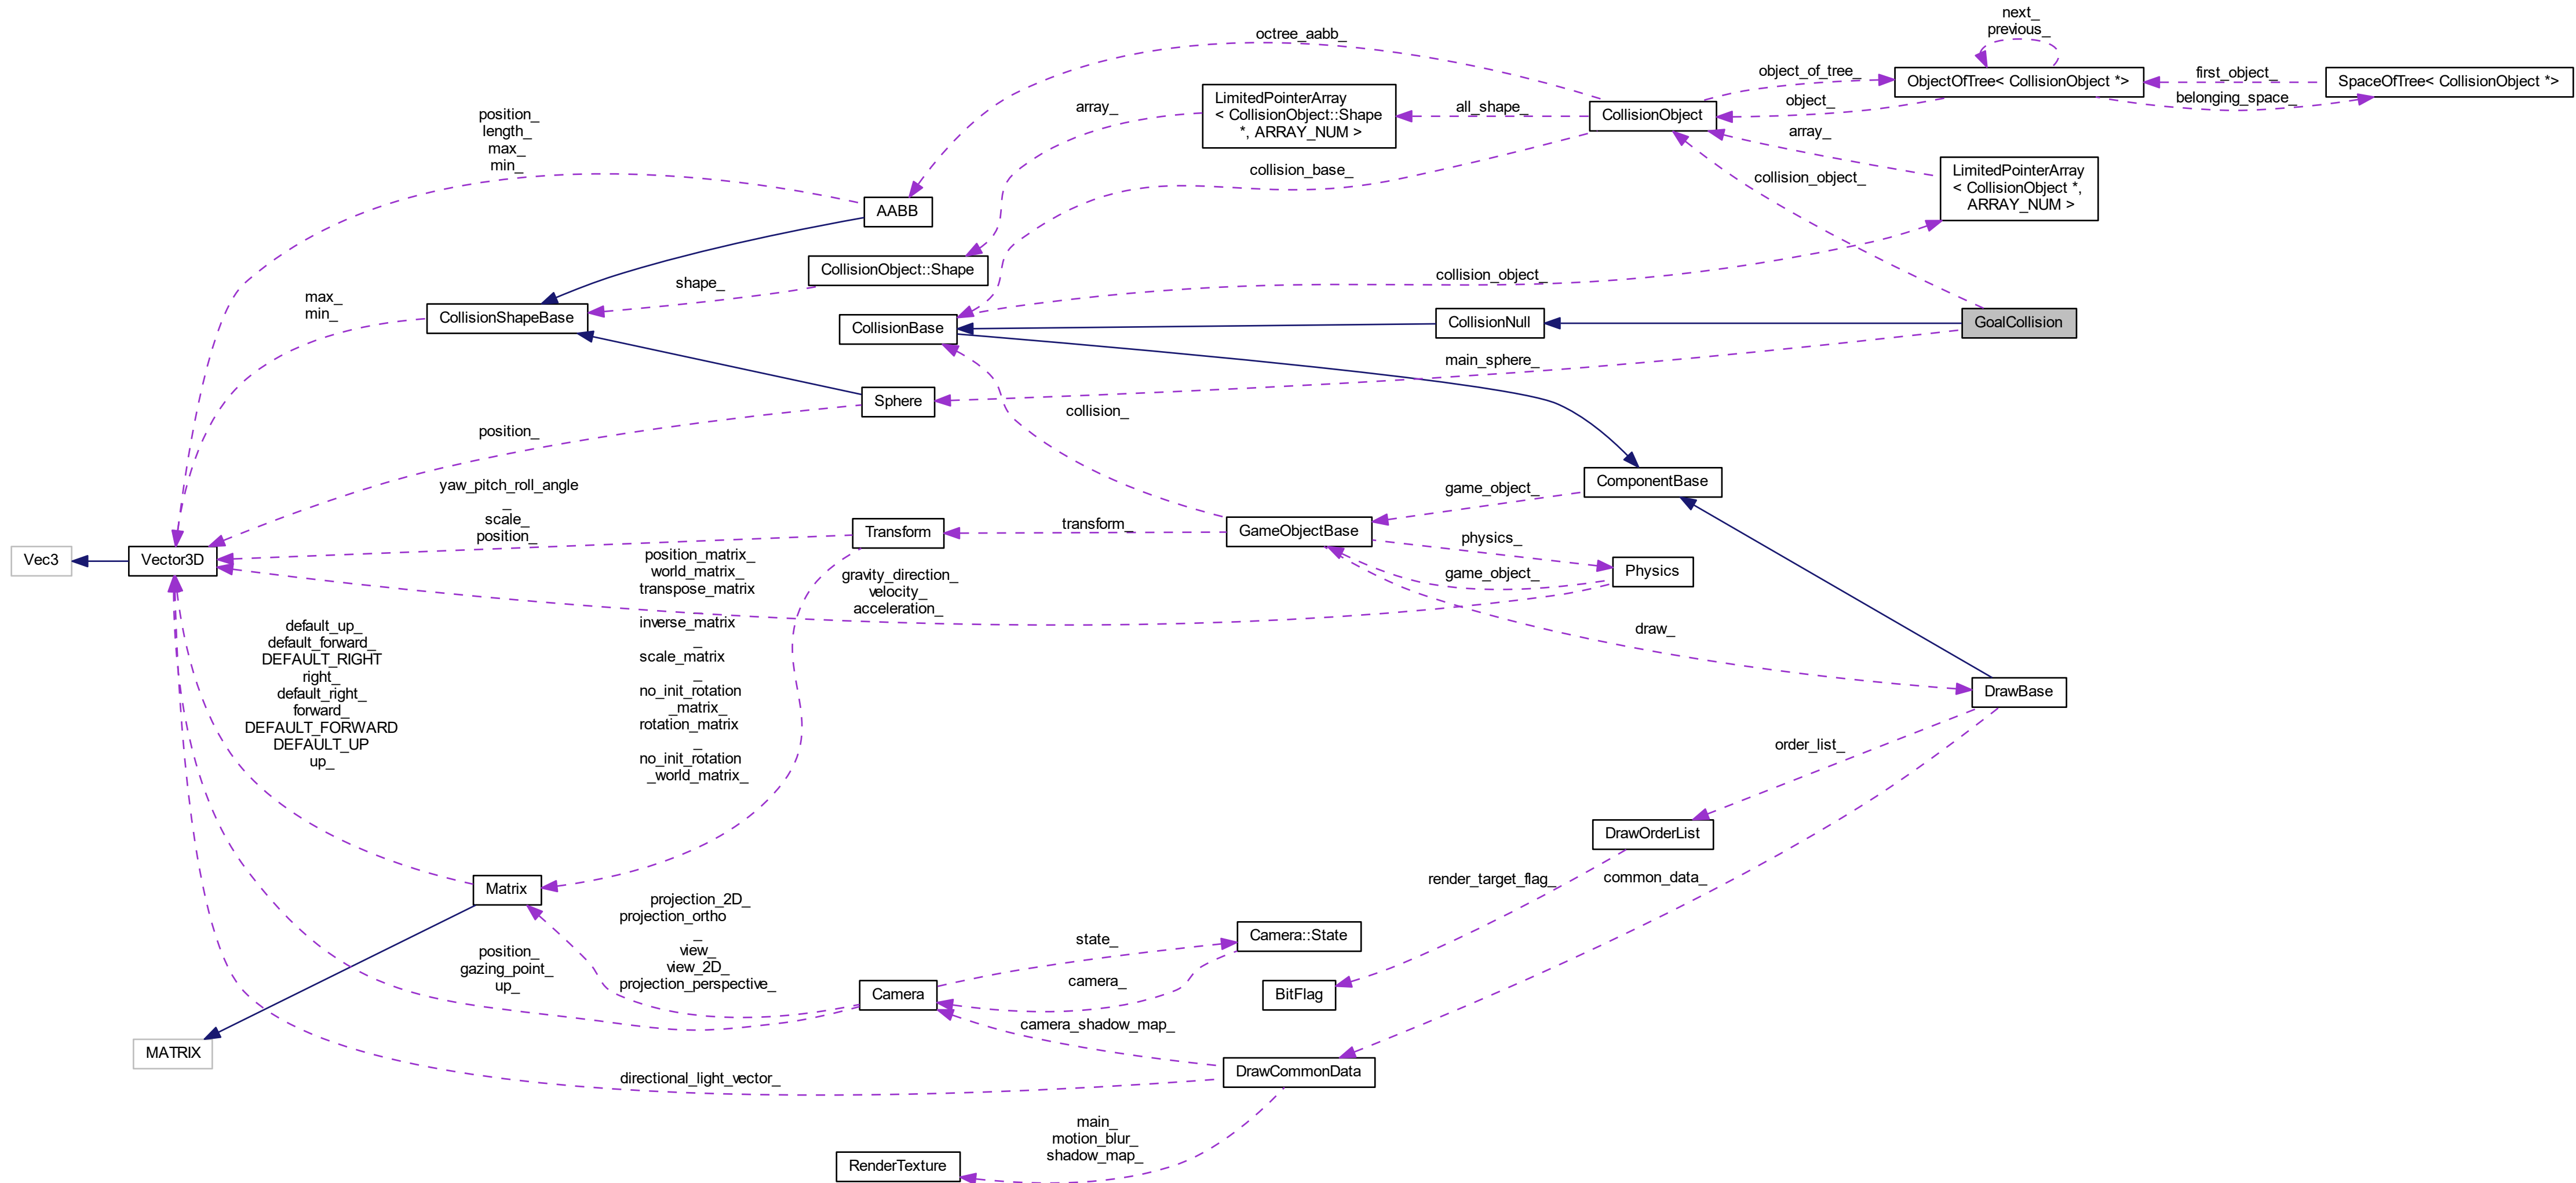 next_
previous_
octree_aabb_
object_of_tree_
ObjectOfTree< CollisionObject *>
first_object_
SpaceOfTree< CollisionObject *>
belonging_space_
object_
LimitedPointerArray
< CollisionObject::Shape
*, ARRAY_NUM >
array_
all_shape_
CollisionObject
array_
position_
length_
max_
min_
collision_base_
collision_object_
LimitedPointerArray
< CollisionObject *,
ARRAY_NUM >
AABB
CollisionObject::Shape
shape_
collision_object_
max_
min_
CollisionShapeBase
CollisionBase
CollisionNull
GoalCollision
main_sphere_
Sphere
collision_
position_
yaw_pitch_roll_angle
_
scale_
position_
ComponentBase
game_object_
Transform
transform_
GameObjectBase
physics_
Vec3
Vector3D
position_matrix_
world_matrix_
transpose_matrix
_
inverse_matrix
_
scale_matrix
_
no_init_rotation
_matrix_
rotation_matrix
_
no_init_rotation
_world_matrix_
gravity_direction_
velocity_
acceleration_
game_object_
Physics
draw_
default_up_
default_forward_
DEFAULT_RIGHT
right_
default_right_
forward_
DEFAULT_FORWARD
DEFAULT_UP
up_
DrawBase
order_list_
DrawOrderList
render_target_flag_
common_data_
Matrix
projection_2D_
projection_ortho
_
view_
view_2D_
projection_perspective_
position_
gazing_point_
up_
state_
Camera::State
camera_
Camera
BitFlag
camera_shadow_map_
MATRIX
directional_light_vector_
DrawCommonData
main_
motion_blur_
shadow_map_
RenderTexture